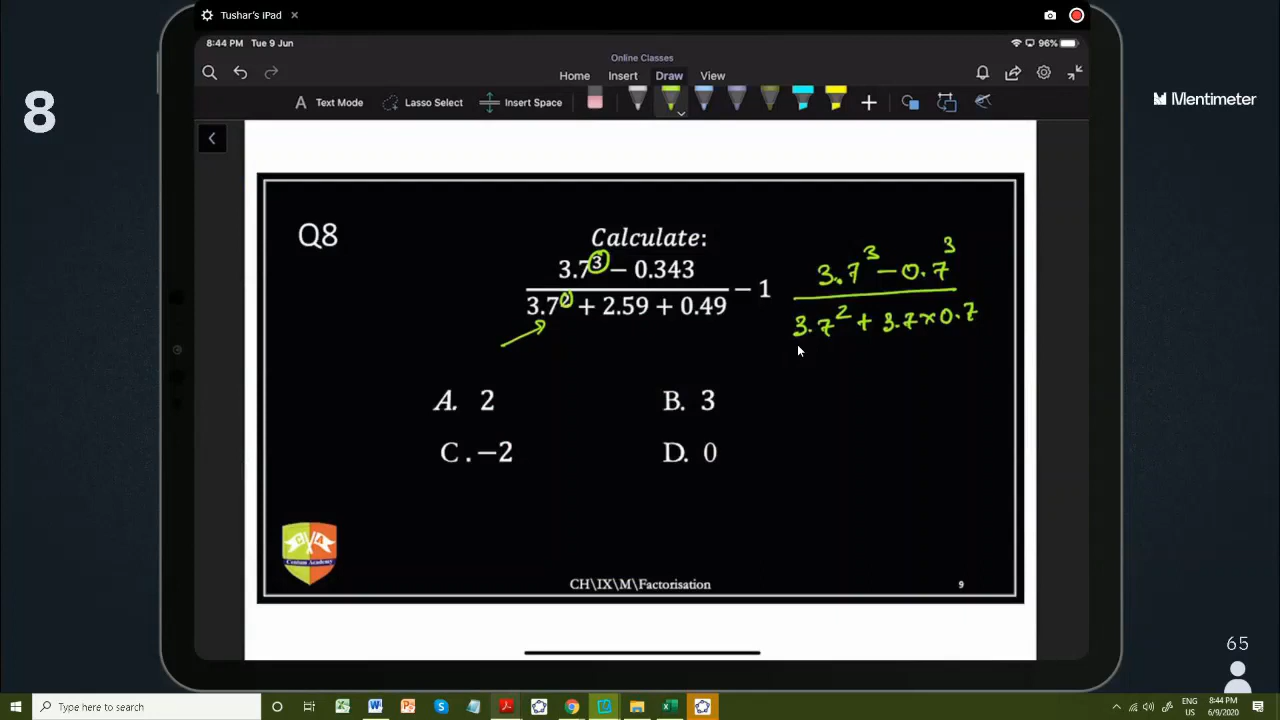 Tushar's iPad ×
8:44 PM Tue 9 Jun
96%
Online Classes
Home Insert Draw View
A Text Mode Lasso Select Insert Space
8
Mentimeter
Q8
Calculate:
3.7³ − 0.343
3.7² + 2.59 + 0.49
− 1
3.7³ − 0.7³
3.7² + 3.7 × 0.7
A. 2
B. 3
C . −2
D. 0
C A
Centum Academy
CH\IX\M\Factorisation
9
65
Type here to search
ENG
US
8:44 PM
6/9/2020